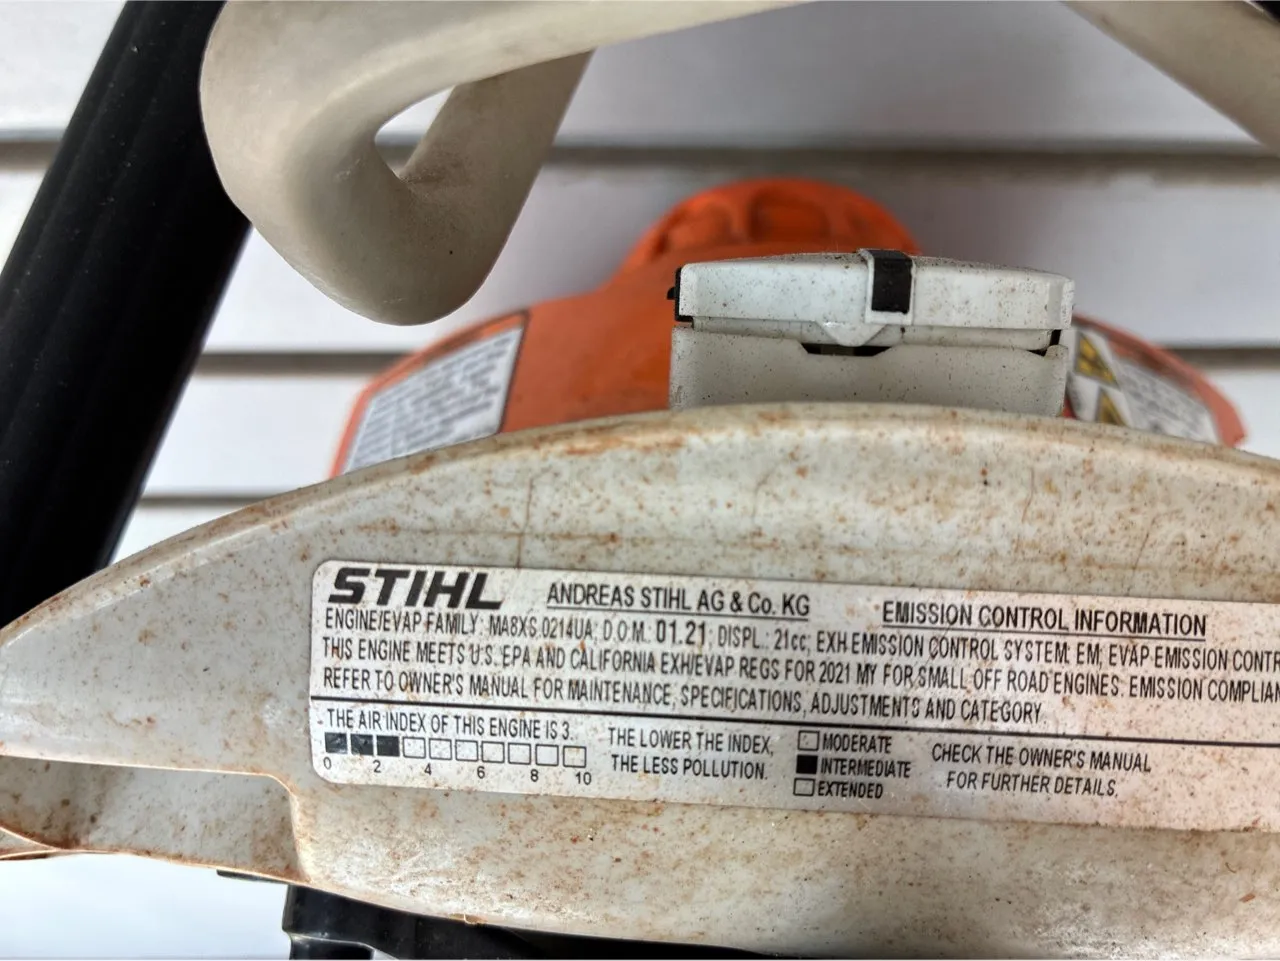 STIHL ANDREAS STIHL AG & Co. KG EMISSION CONTROL INFORMATION
ENGINE/EVAP FAMILY: MA8XS.0214UA; D.O.M.: 01.21; DISPL.: 21cc; EXH.EMISSION CONTROL SYSTEM: EM; EVAP.EMISSION CONTR
THIS ENGINE MEETS U.S. EPA AND CALIFORNIA EXH/EVAP REGS FOR 2021 MY FOR SMALL OFF ROAD ENGINES. EMISSION COMPLIAN
REFER TO OWNER'S MANUAL FOR MAINTENANCE, SPECIFICATIONS, ADJUSTMENTS AND CATEGORY
THE AIR INDEX OF THIS ENGINE IS 3.
0 2 4 6 8 10
THE LOWER THE INDEX,
THE LESS POLLUTION.
MODERATE
INTERMEDIATE
EXTENDED
CHECK THE OWNER'S MANUAL
FOR FURTHER DETAILS.